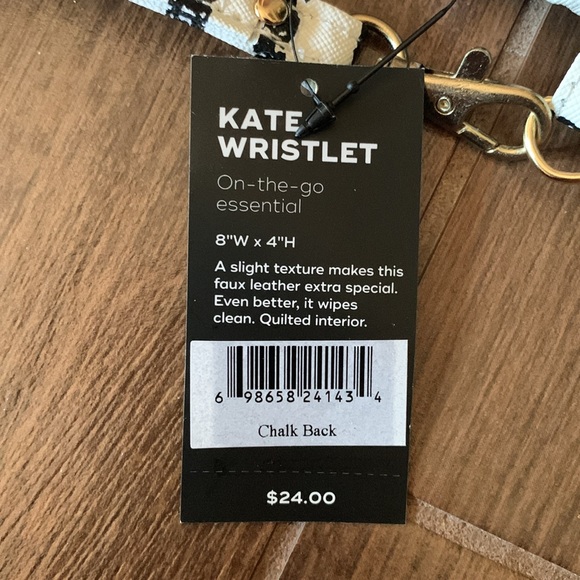 KATE
WRISTLET
On-the-go
essential
8"W x 4"H
A slight texture makes this
faux leather extra special.
Even better, it wipes
clean. Quilted interior.
6 98658 24143 4
Chalk Back
$24.00